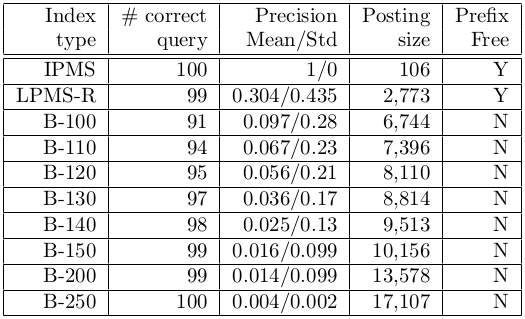 Index # correct Precision Posting Prefix
type query Mean/Std size Free
IPMS 100 1/0 106 Y
LPMS-R 99 0.304/0.435 2,773 Y
B-100 91 0.097/0.28 6,744 N
B-110 94 0.067/0.23 7,396 N
B-120 95 0.056/0.21 8,110 N
B-130 97 0.036/0.17 8,814 N
B-140 98 0.025/0.13 9,513 N
B-150 99 0.016/0.099 10,156 N
B-200 99 0.014/0.099 13,578 N
B-250 100 0.004/0.002 17,107 N